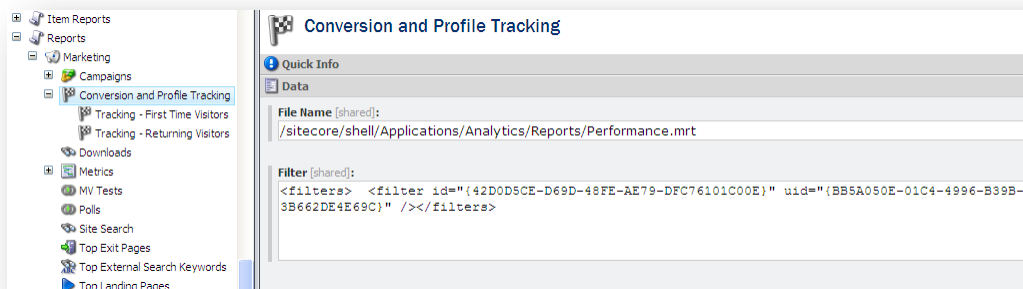 Item Reports
Reports
Marketing
Campaigns
Conversion and Profile Tracking
Tracking - First Time Visitors
Tracking - Returning Visitors
Downloads
Metrics
MV Tests
Polls
Site Search
Top Exit Pages
Top External Search Keywords
Top Landing Pages
Conversion and Profile Tracking
Quick Info
Data
File Name [shared]:
/sitecore/shell/Applications/Analytics/Reports/Performance.mrt
Filter [shared]:
<filters>  <filter id="{42D0D5CE-D69D-48FE-AE79-DFC76101C00E}" uid="{BB5A050E-01C4-4996-B39B-
3B662DE4E69C}" /></filters>